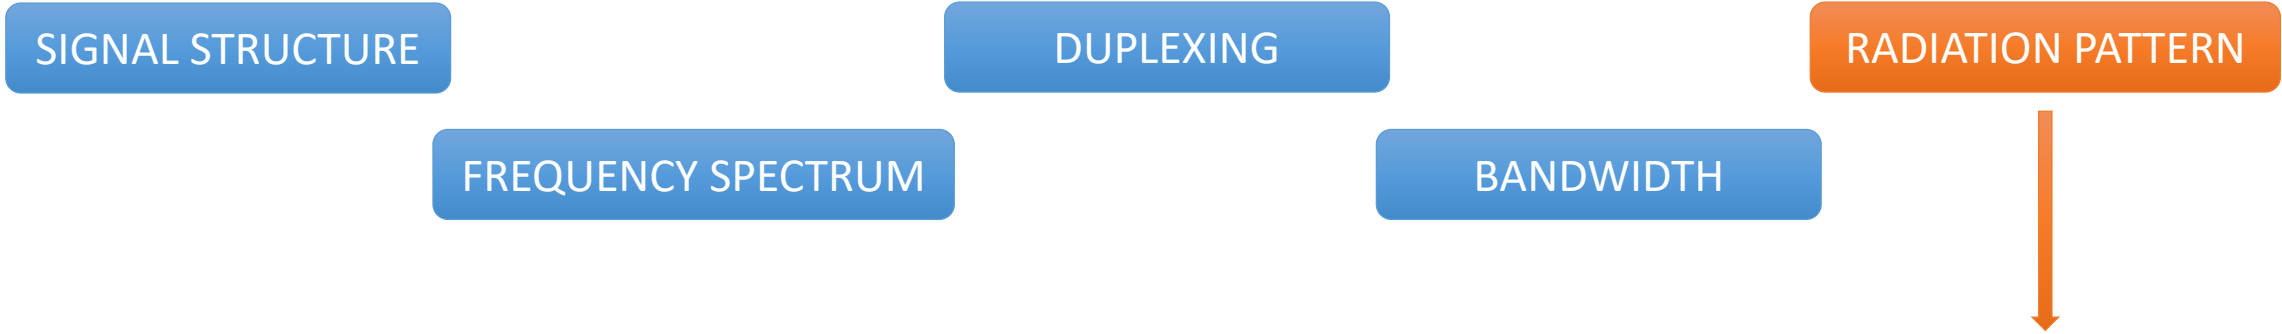 SIGNAL STRUCTURE
FREQUENCY SPECTRUM
DUPLEXING
BANDWIDTH
RADIATION PATTERN